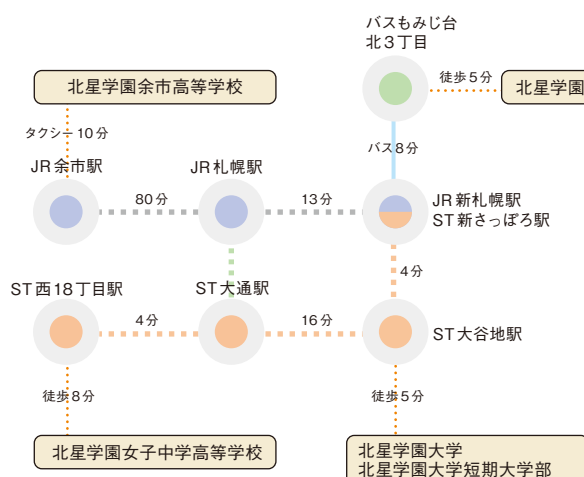 バスもみじ台
北3丁目
北星学園余市高等学校
徒歩5分
北星学園
タクシー10分
バス8分
JR余市駅
JR札幌駅
80分
13分
JR新札幌駅
ST新さっぽろ駅
4分
ST西18丁目駅
ST大通駅
4分
16分
ST大谷地駅
徒歩8分
徒歩5分
北星学園女子中学高等学校
北星学園大学
北星学園大学短期大学部